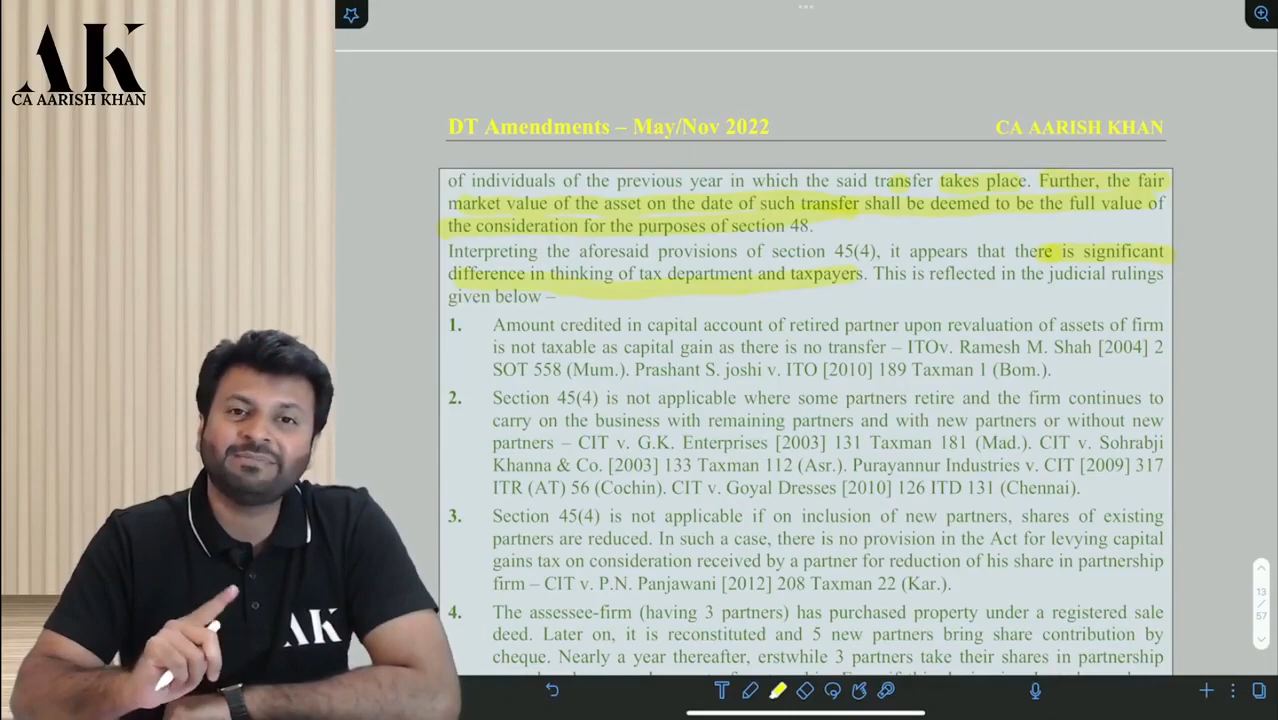 AK
CA AARISH KHAN
DT Amendments – May/Nov 2022
CA AARISH KHAN
of individuals of the previous year in which the said transfer takes place. Further, the fair
market value of the asset on the date of such transfer shall be deemed to be the full value of
the consideration for the purposes of section 48.
Interpreting the aforesaid provisions of section 45(4), it appears that there is significant
difference in thinking of tax department and taxpayers. This is reflected in the judicial rulings
given below –
1. Amount credited in capital account of retired partner upon revaluation of assets of firm
is not taxable as capital gain as there is no transfer – ITOv. Ramesh M. Shah [2004] 2
SOT 558 (Mum.). Prashant S. joshi v. ITO [2010] 189 Taxman 1 (Bom.).
2. Section 45(4) is not applicable where some partners retire and the firm continues to
carry on the business with remaining partners and with new partners or without new
partners – CIT v. G.K. Enterprises [2003] 131 Taxman 181 (Mad.). CIT v. Sohrabji
Khanna & Co. [2003] 133 Taxman 112 (Asr.). Purayannur Industries v. CIT [2009] 317
ITR (AT) 56 (Cochin). CIT v. Goyal Dresses [2010] 126 ITD 131 (Chennai).
3. Section 45(4) is not applicable if on inclusion of new partners, shares of existing
partners are reduced. In such a case, there is no provision in the Act for levying capital
gains tax on consideration received by a partner for reduction of his share in partnership
firm – CIT v. P.N. Panjawani [2012] 208 Taxman 22 (Kar.).
4. The assessee-firm (having 3 partners) has purchased property under a registered sale
deed. Later on, it is reconstituted and 5 new partners bring share contribution by
cheque. Nearly a year thereafter, erstwhile 3 partners take their shares in partnership
13
/
57
AK
T